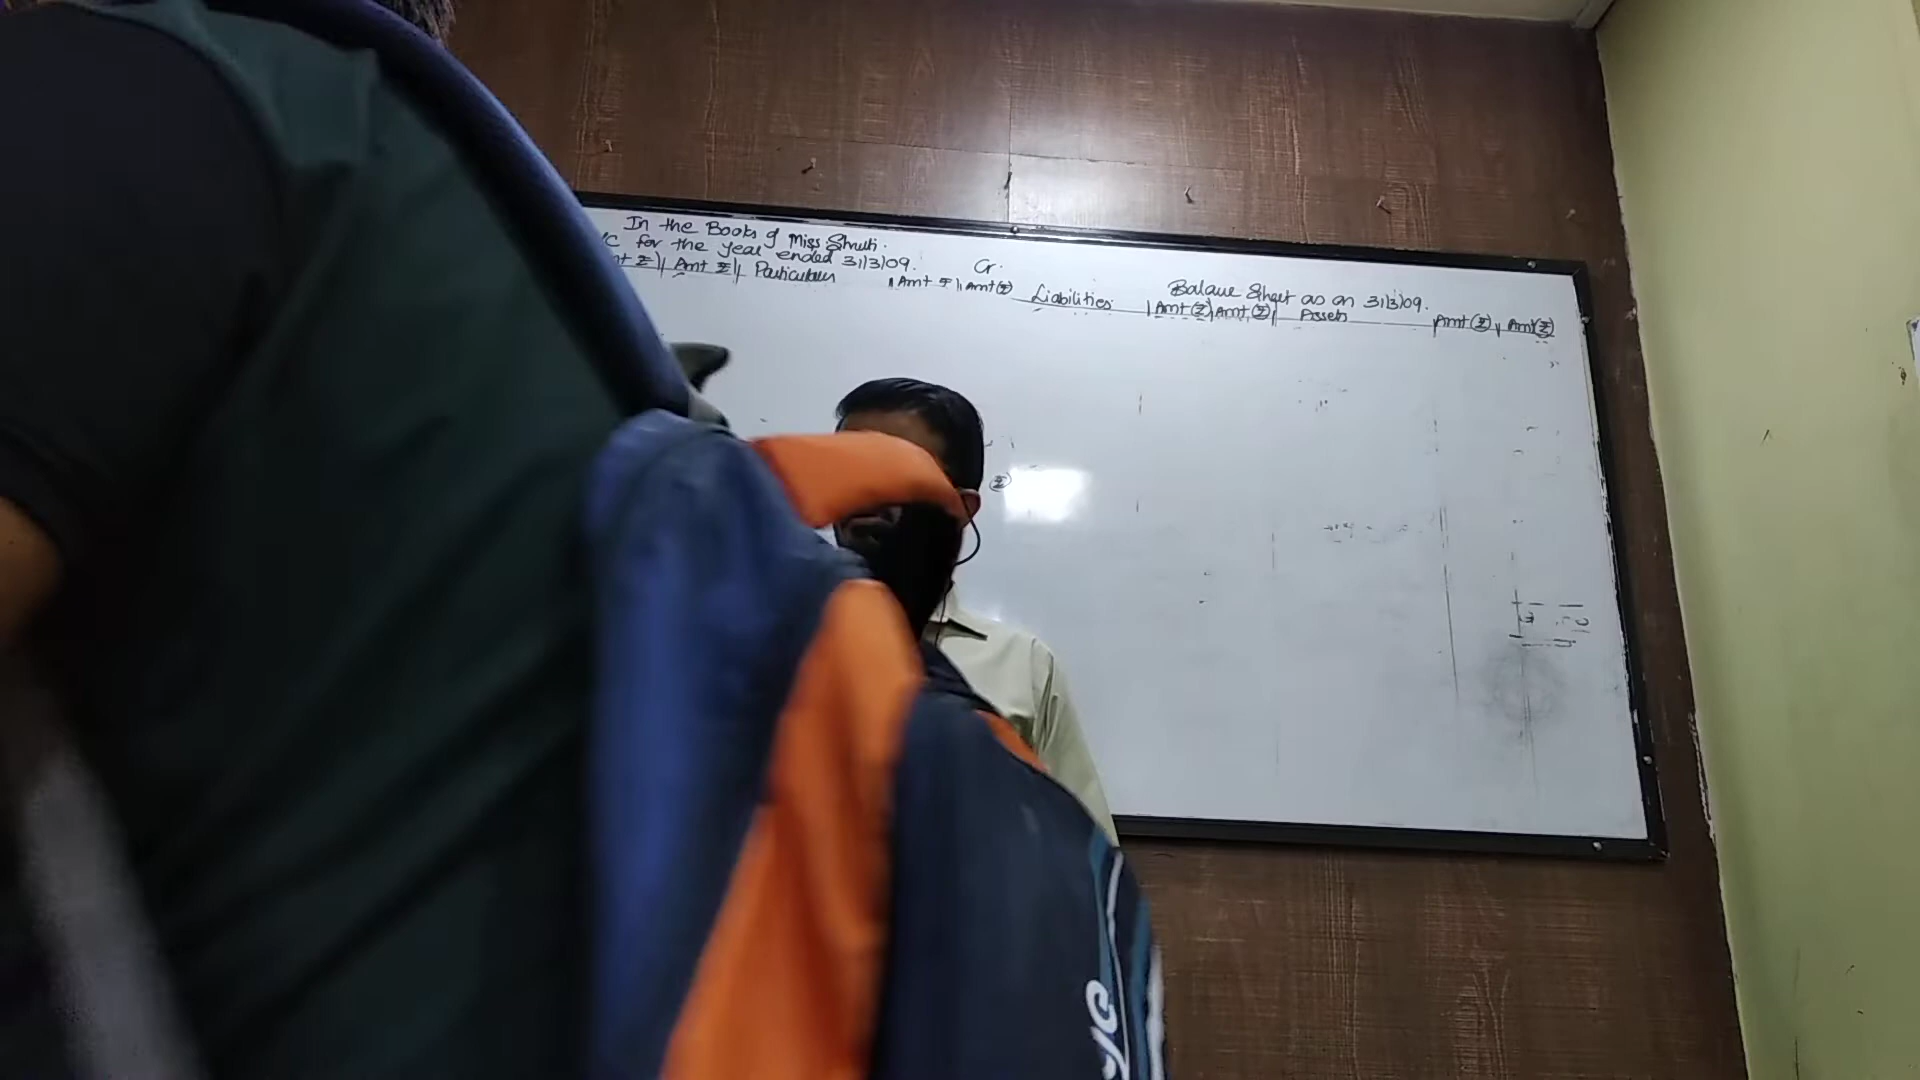 In the Books of Miss Shruti.
/C for the year ended 31/3/09. Cr.
nt ₹ Amt ₹ Particulars Amt ₹ Amt(₹)
Balance Sheet as on 31/3/09.
Liabilities Amt(₹) Amt(₹) Assets Amt(₹) Amt(₹)
₹